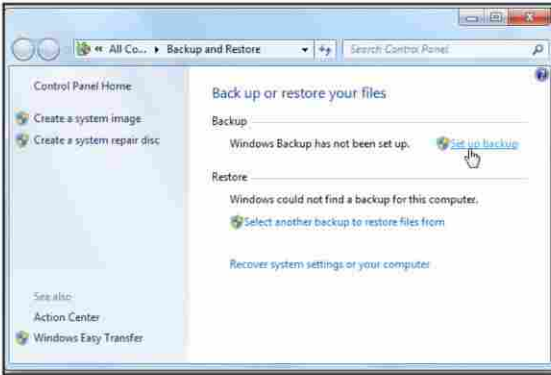 « All Co... ▸ Backup and Restore
Search Control Panel
Control Panel Home
Create a system image
Create a system repair disc
See also
Action Center
Windows Easy Transfer
Back up or restore your files
Backup
Windows Backup has not been set up.
Set up backup
Restore
Windows could not find a backup for this computer.
Select another backup to restore files from
Recover system settings or your computer